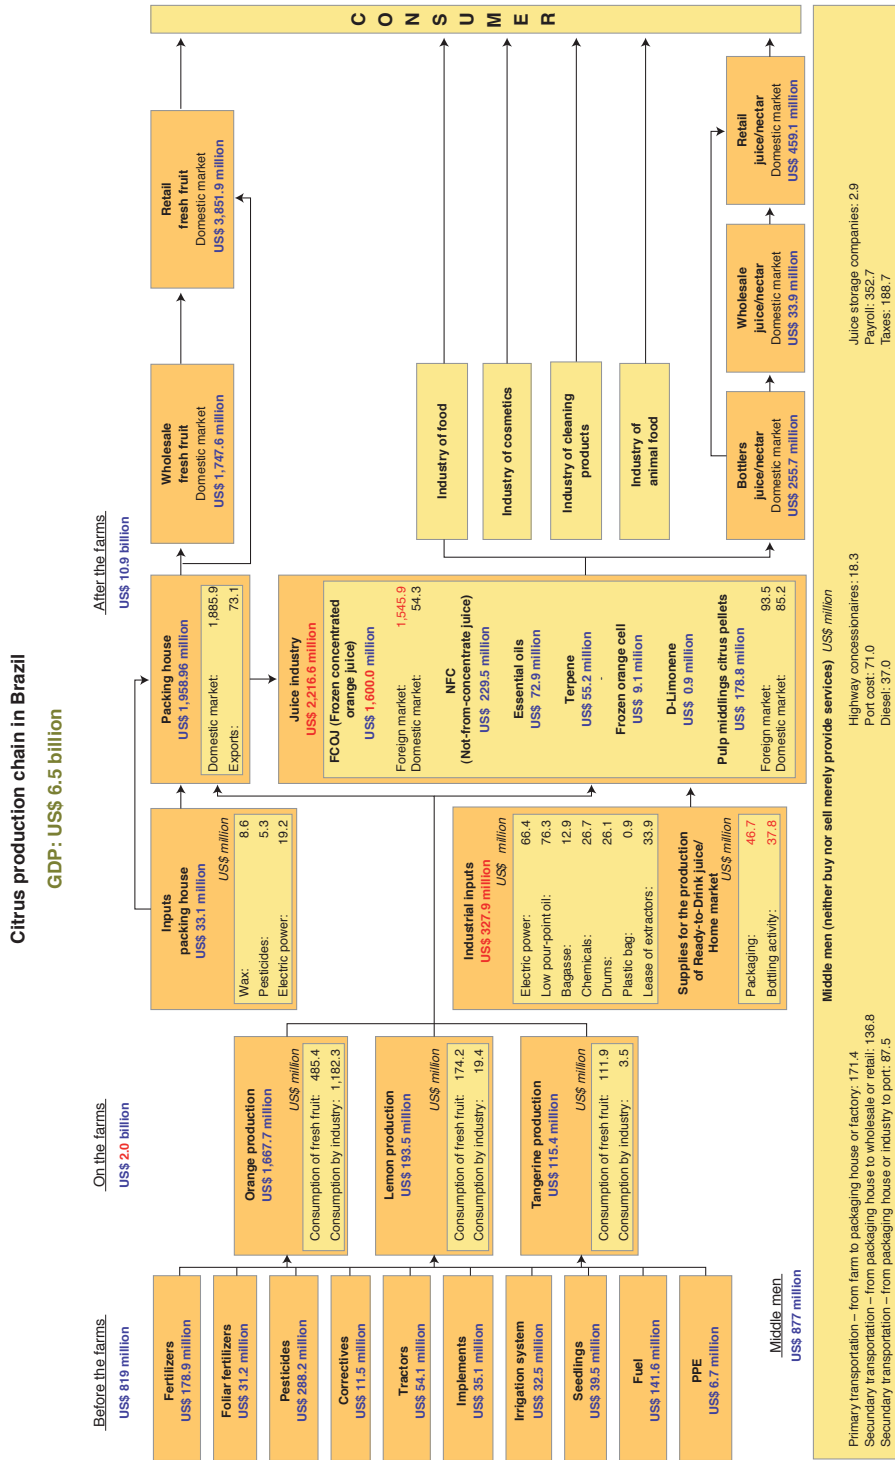 Citrus production chain in Brazil
GDP: US$ 6.5 billion
Before the farms
US$ 819 million
On the farms
US$ 2.0 billion
After the farms
US$ 10.9 billion
Fertilizers
US$ 178.9 million
Foliar fertilizers
US$ 31.2 million
Pesticides
US$ 288.2 million
Correctives
US$ 11.5 million
Tractors
US$ 54.1 million
Implements
US$ 35.1 million
Irrigation system
US$ 32.5 million
Seedlings
US$ 39.5 million
Fuel
US$ 141.6 million
PPE
US$ 6.7 million
Orange production
US$ 1,667.7 million
US$ million
Consumption of fresh fruit: 485.4
Consumption by industry: 1,182.3
Lemon production
US$ 193.5 million
US$ million
Consumption of fresh fruit: 174.2
Consumption by industry: 19.4
Tangerine production
US$ 115.4 million
US$ million
Consumption of fresh fruit: 111.9
Consumption by industry: 3.5
Inputs
packing house
US$ 33.1 million
US$ million
Wax: 8.6
Pesticides: 5.3
Electric power: 19.2
Industrial inputs
US$ 327.9 million
US$ million
Electric power: 66.4
Low pour-point oil: 76.3
Bagasse: 12.9
Chemicals: 26.7
Drums: 26.1
Plastic bag: 0.9
Lease of extractors: 33.9
Supplies for the production
of Ready-to-Drink juice/
Home market
US$ million
Packaging: 46.7
Bottling activity: 37.8
Packing house
US$ 1,958.96 million
Domestic market: 1,885.9
Exports: 73.1
Juice industry
US$ 2,216.6 million
FCOJ (Frozen concentrated
orange juice)
US$ 1,600.0 million
Foreign market: 1,545.9
Domestic market: 54.3
NFC
(Not-from-concentrate juice)
US$ 229.5 million
Essential oils
US$ 72.9 million
Terpene
US$ 55.2 million
-
Frozen orange cell
US$ 9.1 million
D-Limonene
US$ 0.9 million
Pulp middlings citrus pellets
US$ 178.8 million
Foreign market: 93.5
Domestic market: 85.2
Wholesale
fresh fruit
Domestic market
US$ 1,747.6 million
Retail
fresh fruit
Domestic market
US$ 3,851.9 million
Industry of food
Industry of cosmetics
Industry of cleaning
products
Industry of
animal food
Bottlers
juice/nectar
Domestic market
US$ 255.7 million
Wholesale
juice/nectar
Domestic market
US$ 33.9 million
Retail
juice/nectar
Domestic market
US$ 459.1 million
CONSUMER
Middle men
US$ 877 million
Middle men (neither buy nor sell merely provide services) US$ million
Primary transportation – from farm to packaging house or factory: 171.4
Secundary transportation – from packaging house to wholesale or retail: 136.8
Secundary transportation – from packaging house or industry to port: 87.5
Highway concessionaires: 18.3
Port cost: 71.0
Diesel: 37.0
Juice storage companies: 2.9
Payroll: 352.7
Taxes: 188.7